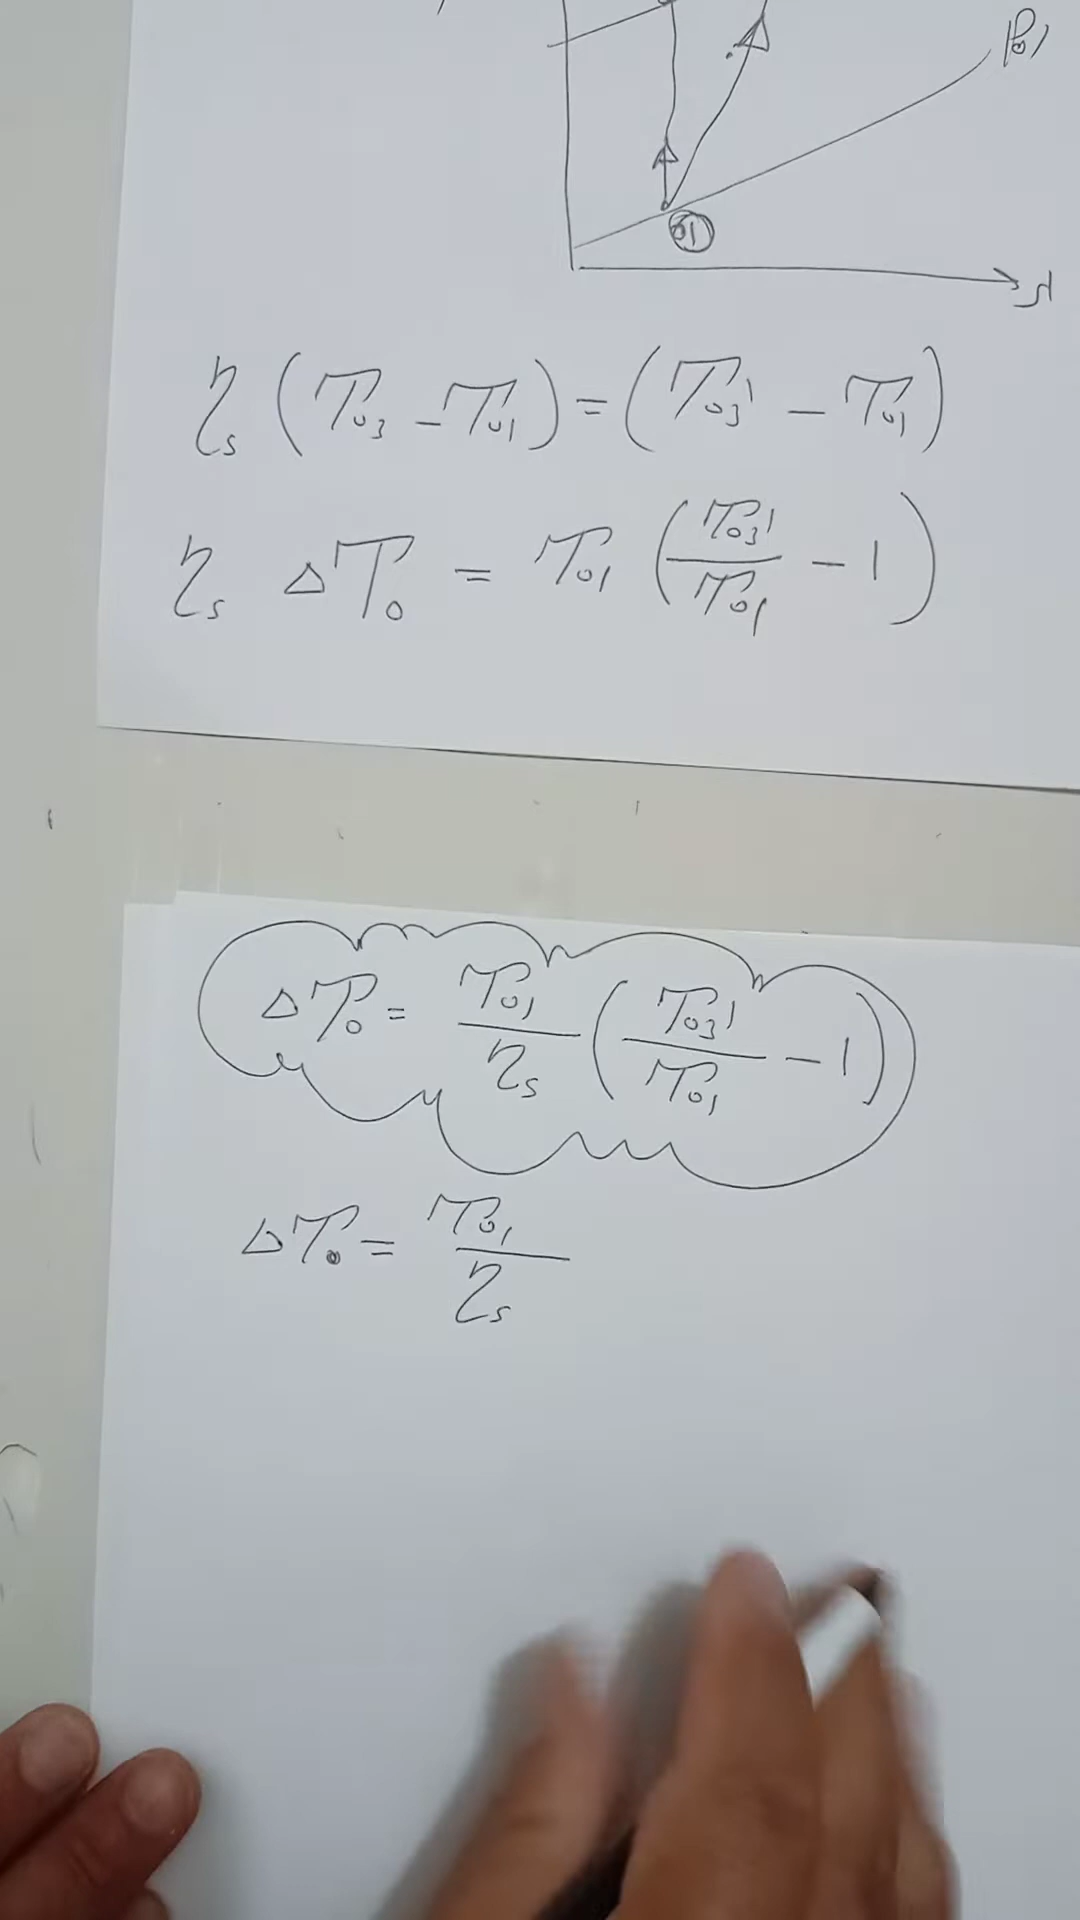 P01
01
S
ηs (T03 - T01) = (T03' - T01)
ηs ΔT0 = T01 (T03'/T01 - 1)
ΔT0 = T01/ηs (T03'/T01 - 1)
ΔT0 = T01/ηs